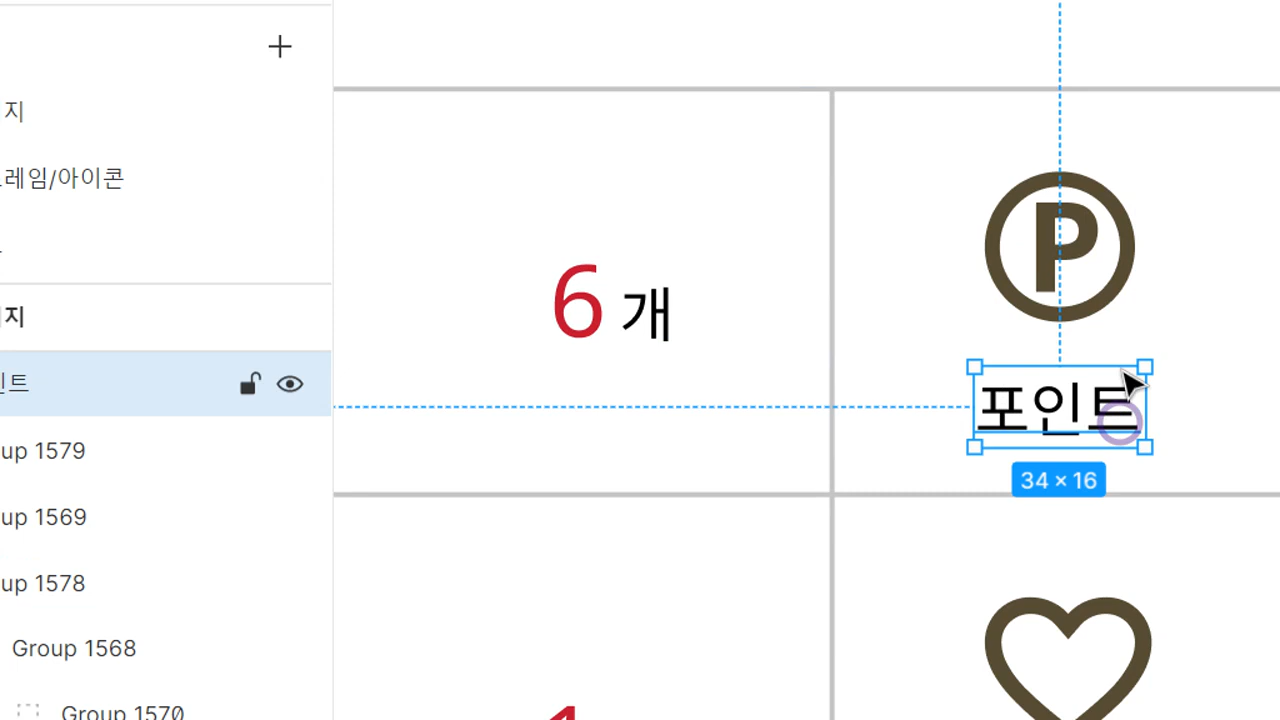 지
레임/아이콘
지
인트
up 1579
up 1569
up 1578
Group 1568
Group 1570
6 개
P
포인트
34 × 16